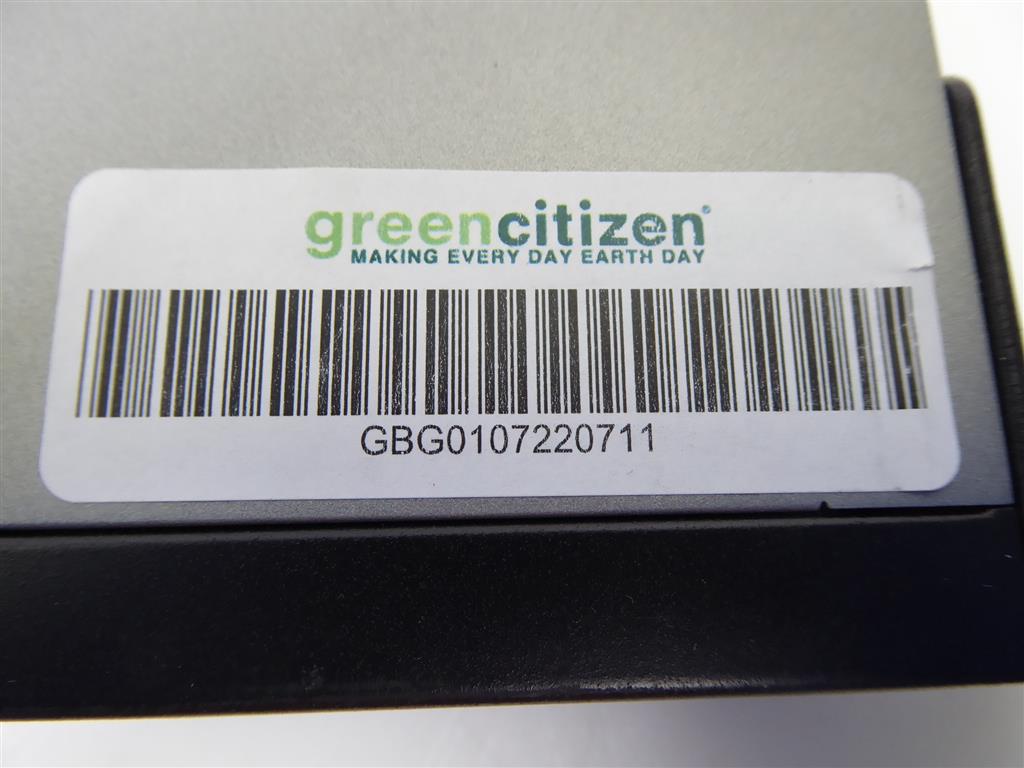 greencitizen®
MAKING EVERY DAY EARTH DAY
GBG0107220711